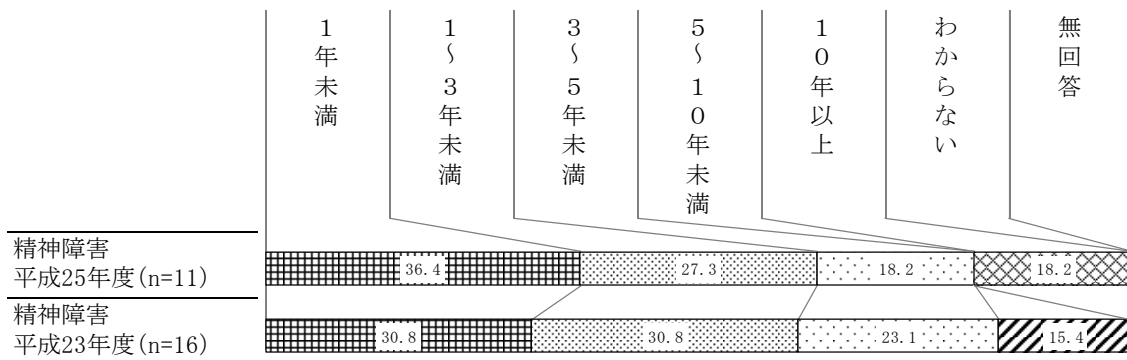 1年未満
1～3年未満
3～5年未満
5～10年未満
10年以上
わからない
無回答
精神障害
平成25年度(n=11)
36.4
27.3
18.2
18.2
精神障害
平成23年度(n=16)
30.8
30.8
23.1
15.4